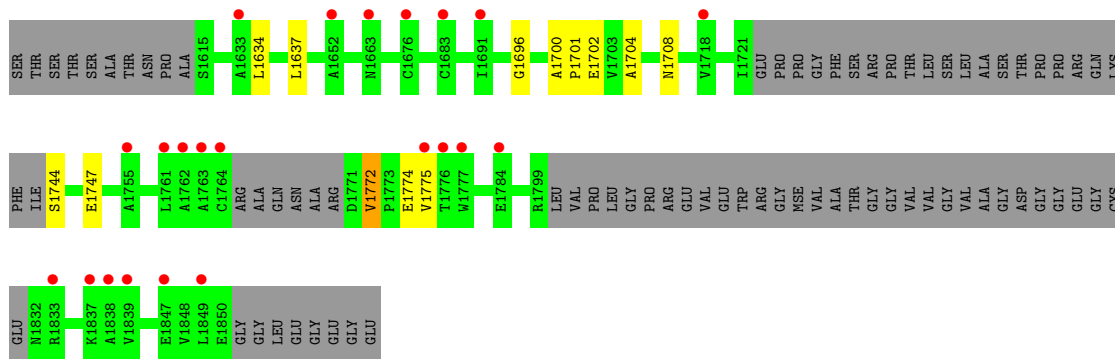 SER THR SER THR SER ALA THR ASN PRO ALA S1615 A1633 L1634 L1637 A1652 N1663 C1676 C1683 I1691 G1696 A1700 P1701 E1702 V1703 A1704 N1708 V1718 I1721 GLU PRO PRO GLY PHE SER ARG PRO THR LEU SER LEU ALA SER THR PRO PRO ARG GLN LYS
PHE ILE S1744 E1747 A1755 L1761 A1762 A1763 C1764 ARG ALA GLN ASN ALA ARG D1771 V1772 P1773 E1774 V1775 T1776 W1777 E1784 R1799 LEU VAL PRO LEU GLY PRO ARG GLU VAL GLU TRP ARG GLY MSE VAL ALA THR GLY GLY VAL VAL GLY VAL ALA GLY ASP GLY GLY GLU GLY CYS
GLU N1832 R1833 K1837 A1838 V1839 E1847 V1848 L1849 E1850 GLY GLY LEU GLU GLY GLU GLY GLU